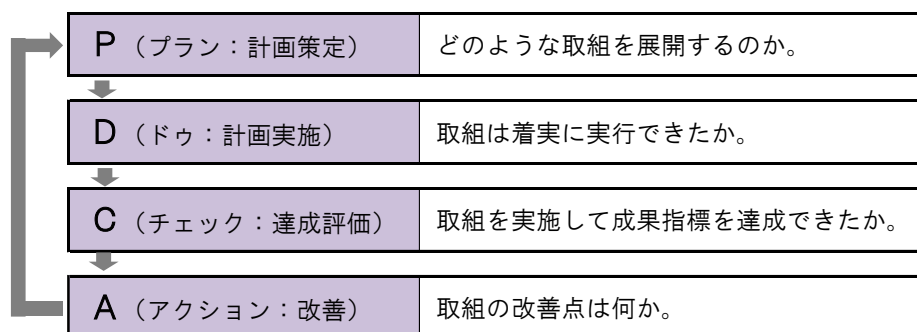 P（プラン：計画策定） どのような取組を展開するのか。
D（ドゥ：計画実施） 取組は着実に実行できたか。
C（チェック：達成評価） 取組を実施して成果指標を達成できたか。
A（アクション：改善） 取組の改善点は何か。